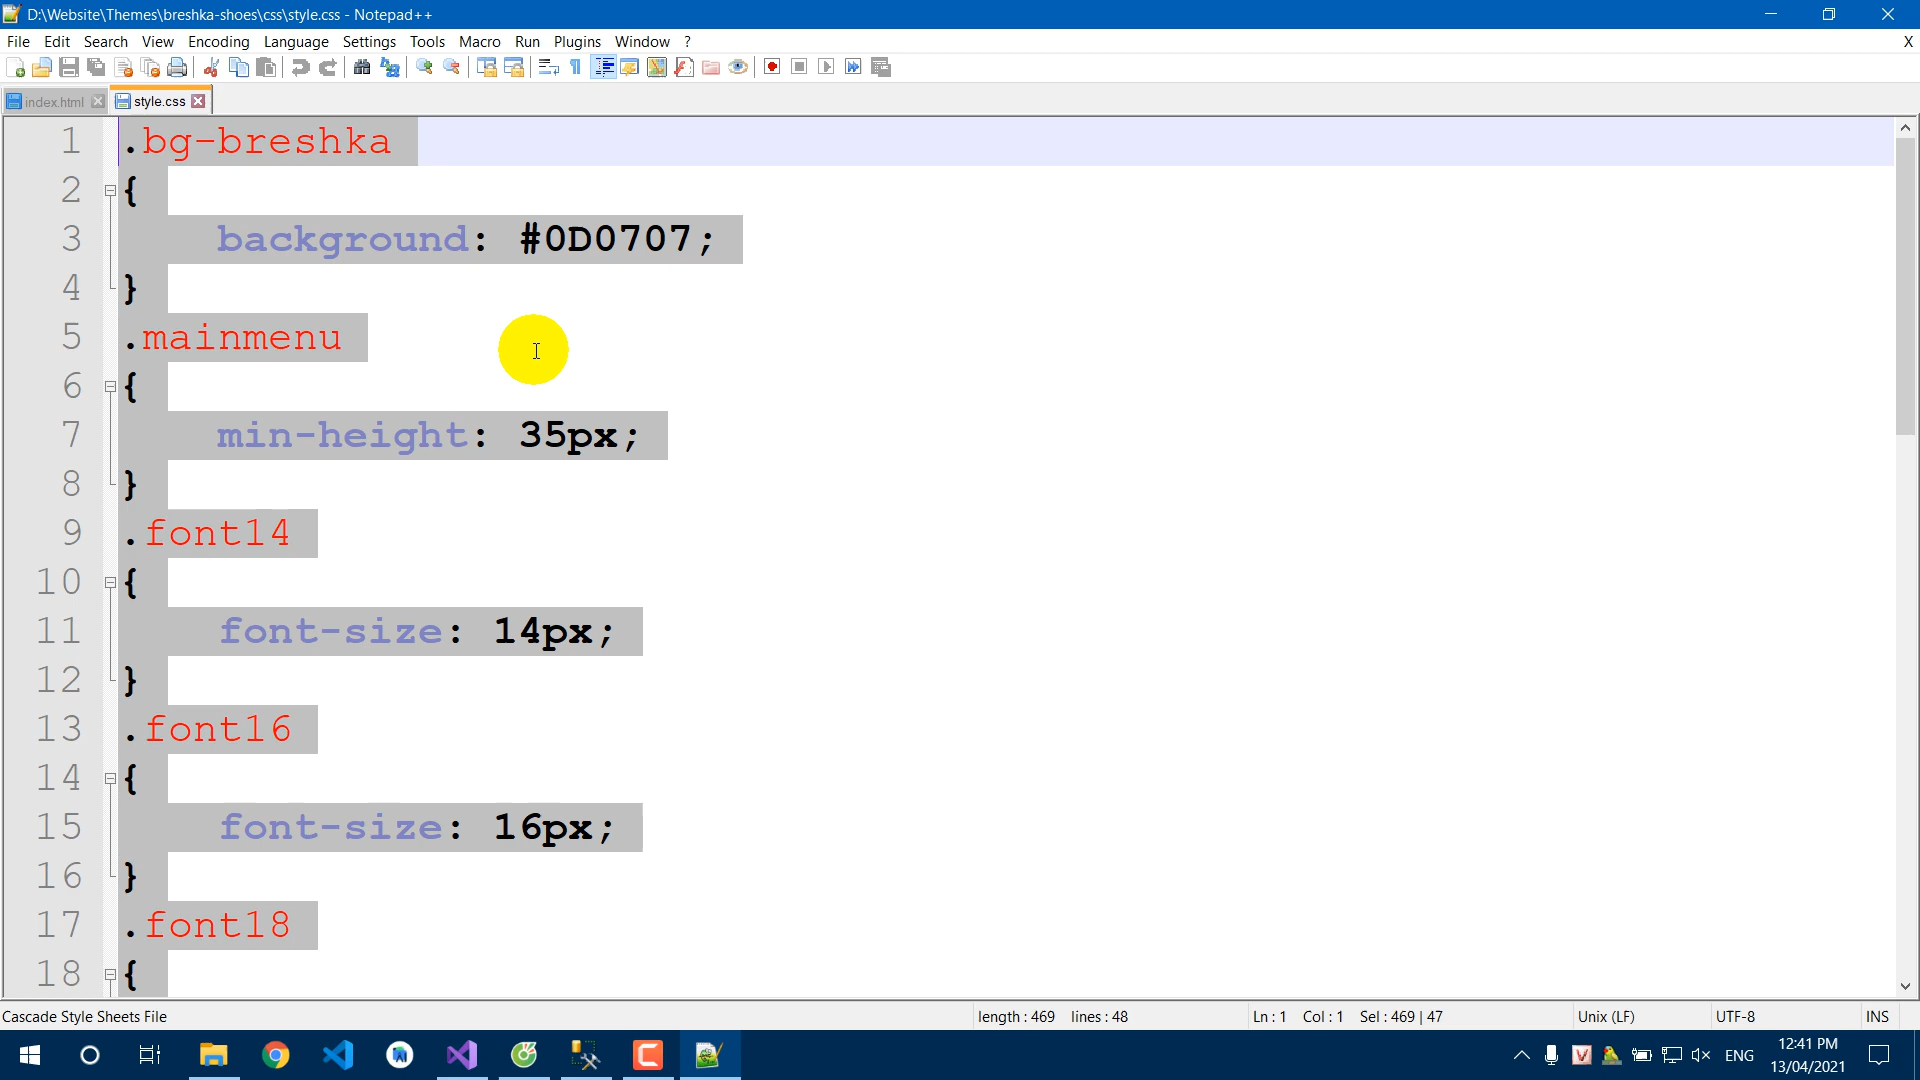 D:\Website\Themes\breshka-shoes\css\style.css - Notepad++
File Edit Search View Encoding Language Settings Tools Macro Run Plugins Window ? X
index.html style.css
1 .bg-breshka
2 {
3 background: #0D0707;
4 }
5 .mainmenu
6 {
7 min-height: 35px;
8 }
9 .font14
10 {
11 font-size: 14px;
12 }
13 .font16
14 {
15 font-size: 16px;
16 }
17 .font18
18 {
Cascade Style Sheets File length : 469 lines : 48 Ln : 1 Col : 1 Sel : 469 | 47 Unix (LF) UTF-8 INS
ENG 12:41 PM
13/04/2021